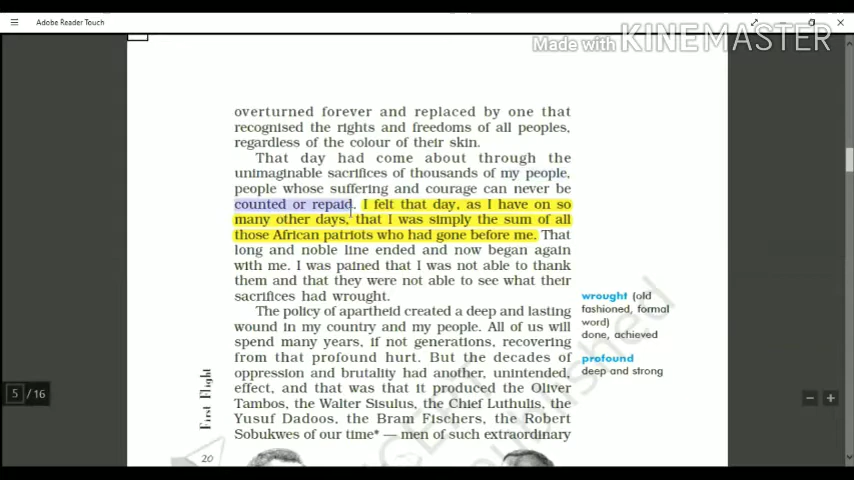 Adobe Reader Touch
Made with KINEMASTER
overturned forever and replaced by one that
recognised the rights and freedoms of all peoples,
regardless of the colour of their skin.
That day had come about through the
unimaginable sacrifices of thousands of my people,
people whose suffering and courage can never be
counted or repaid. I felt that day, as I have on so
many other days, that I was simply the sum of all
those African patriots who had gone before me. That
long and noble line ended and now began again
with me. I was pained that I was not able to thank
them and that they were not able to see what their
sacrifices had wrought.
The policy of apartheid created a deep and lasting
wound in my country and my people. All of us will
spend many years, if not generations, recovering
from that profound hurt. But the decades of
oppression and brutality had another, unintended,
effect, and that was that it produced the Oliver
Tambos, the Walter Sisulus, the Chief Luthulis, the
Yusuf Dadoos, the Bram Fischers, the Robert
Sobukwes of our time* — men of such extraordinary
wrought (old
fashioned, formal
word)
done, achieved
profound
deep and strong
5 / 16
First Flight
20
NCERT
published